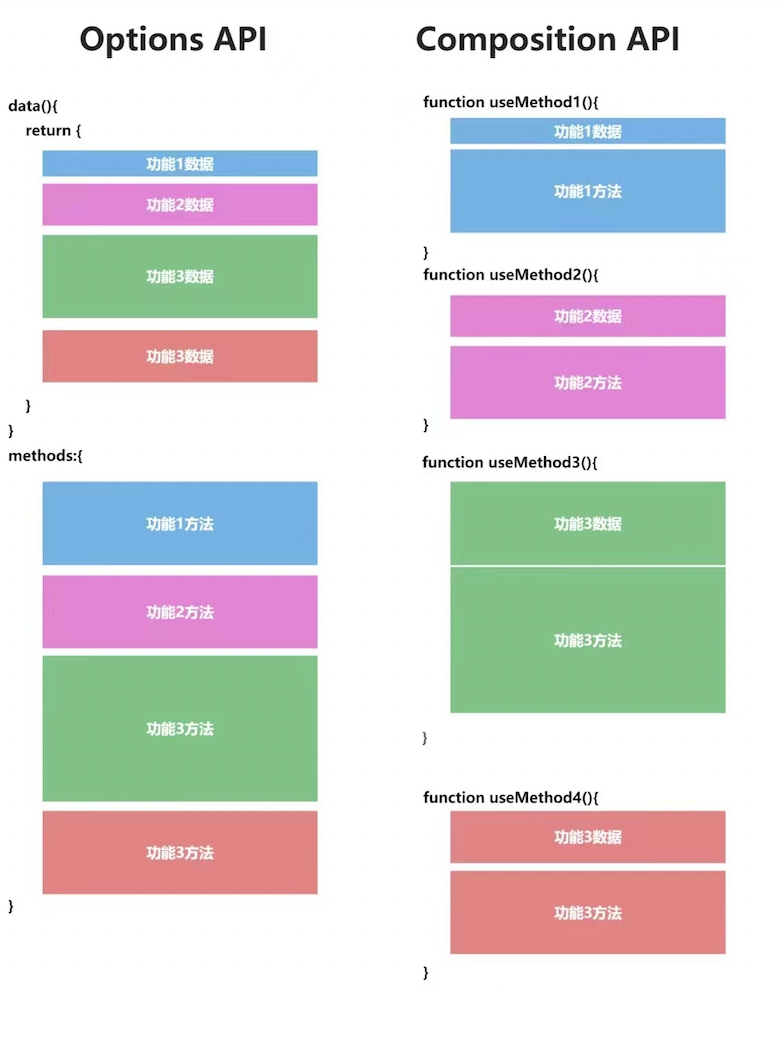 Options API
data(){
return {
功能1数据
功能2数据
功能3数据
功能3数据
}
}
methods:{
功能1方法
功能2方法
功能3方法
功能3方法
}
Composition API
function useMethod1(){
功能1数据
功能1方法
}
function useMethod2(){
功能2数据
功能2方法
}
function useMethod3(){
功能3数据
功能3方法
}
function useMethod4(){
功能3数据
功能3方法
}